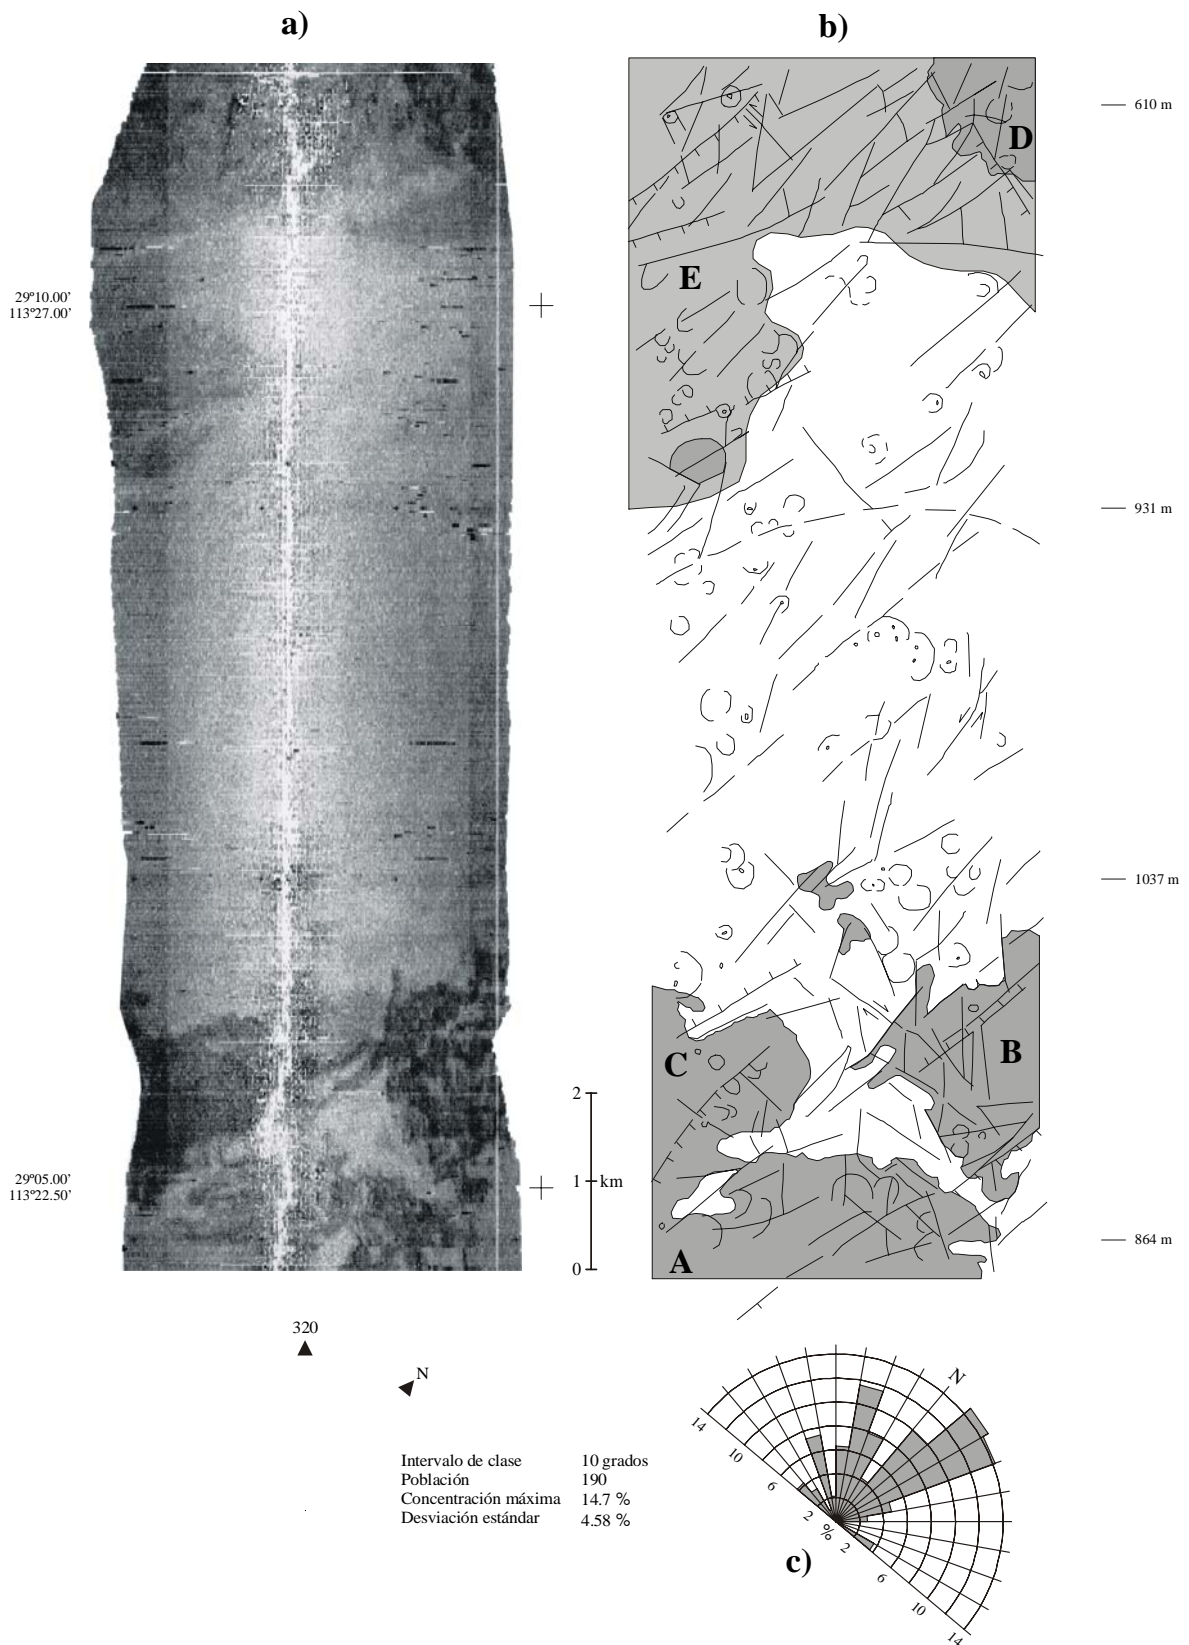 a)
b)
610 m
D
E
29º10.00’
113º27.00’
931 m
1037 m
C
B
2
1 km
0
29º05.00’
113º22.50’
864 m
A
320
N
N
14
10
6
2
%
2
6
10
14
c)
Intervalo de clase 10 grados
Población 190
Concentración máxima 14.7 %
Desviación estándar 4.58 %